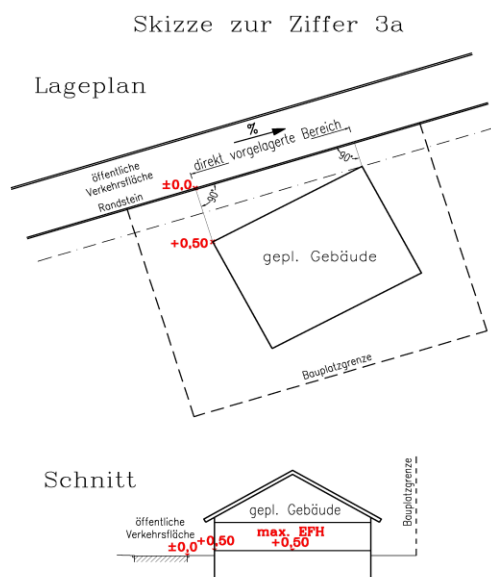 Skizze zur Ziffer 3a
Lageplan
%
direkt vorgelagerte Bereich
öffentliche
Verkehrsfläche
Randstein
±0,0
90°
90°
+0,50
gepl. Gebäude
Bauplatzgrenze
Schnitt
gepl. Gebäude
öffentliche
Verkehrsfläche
max. EFH
±0,0
+0,50
+0,50
Bauplatzgrenze